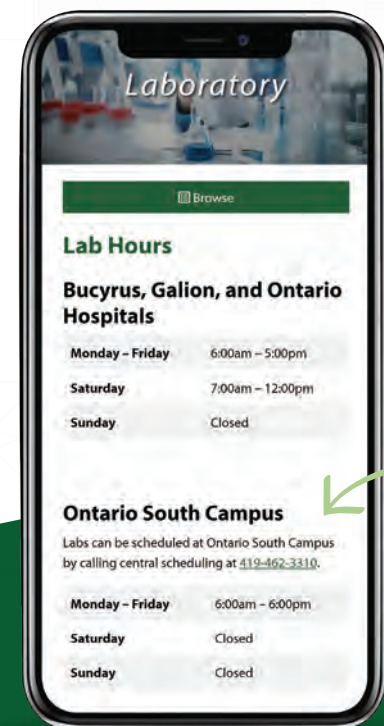 Laboratory
Browse
Lab Hours
Bucyrus, Galion, and Ontario
Hospitals
Monday – Friday 6:00am – 5:00pm
Saturday 7:00am – 12:00pm
Sunday Closed
Ontario South Campus
Labs can be scheduled at Ontario South Campus
by calling central scheduling at 419-462-3310.
Monday – Friday 6:00am – 6:00pm
Saturday Closed
Sunday Closed